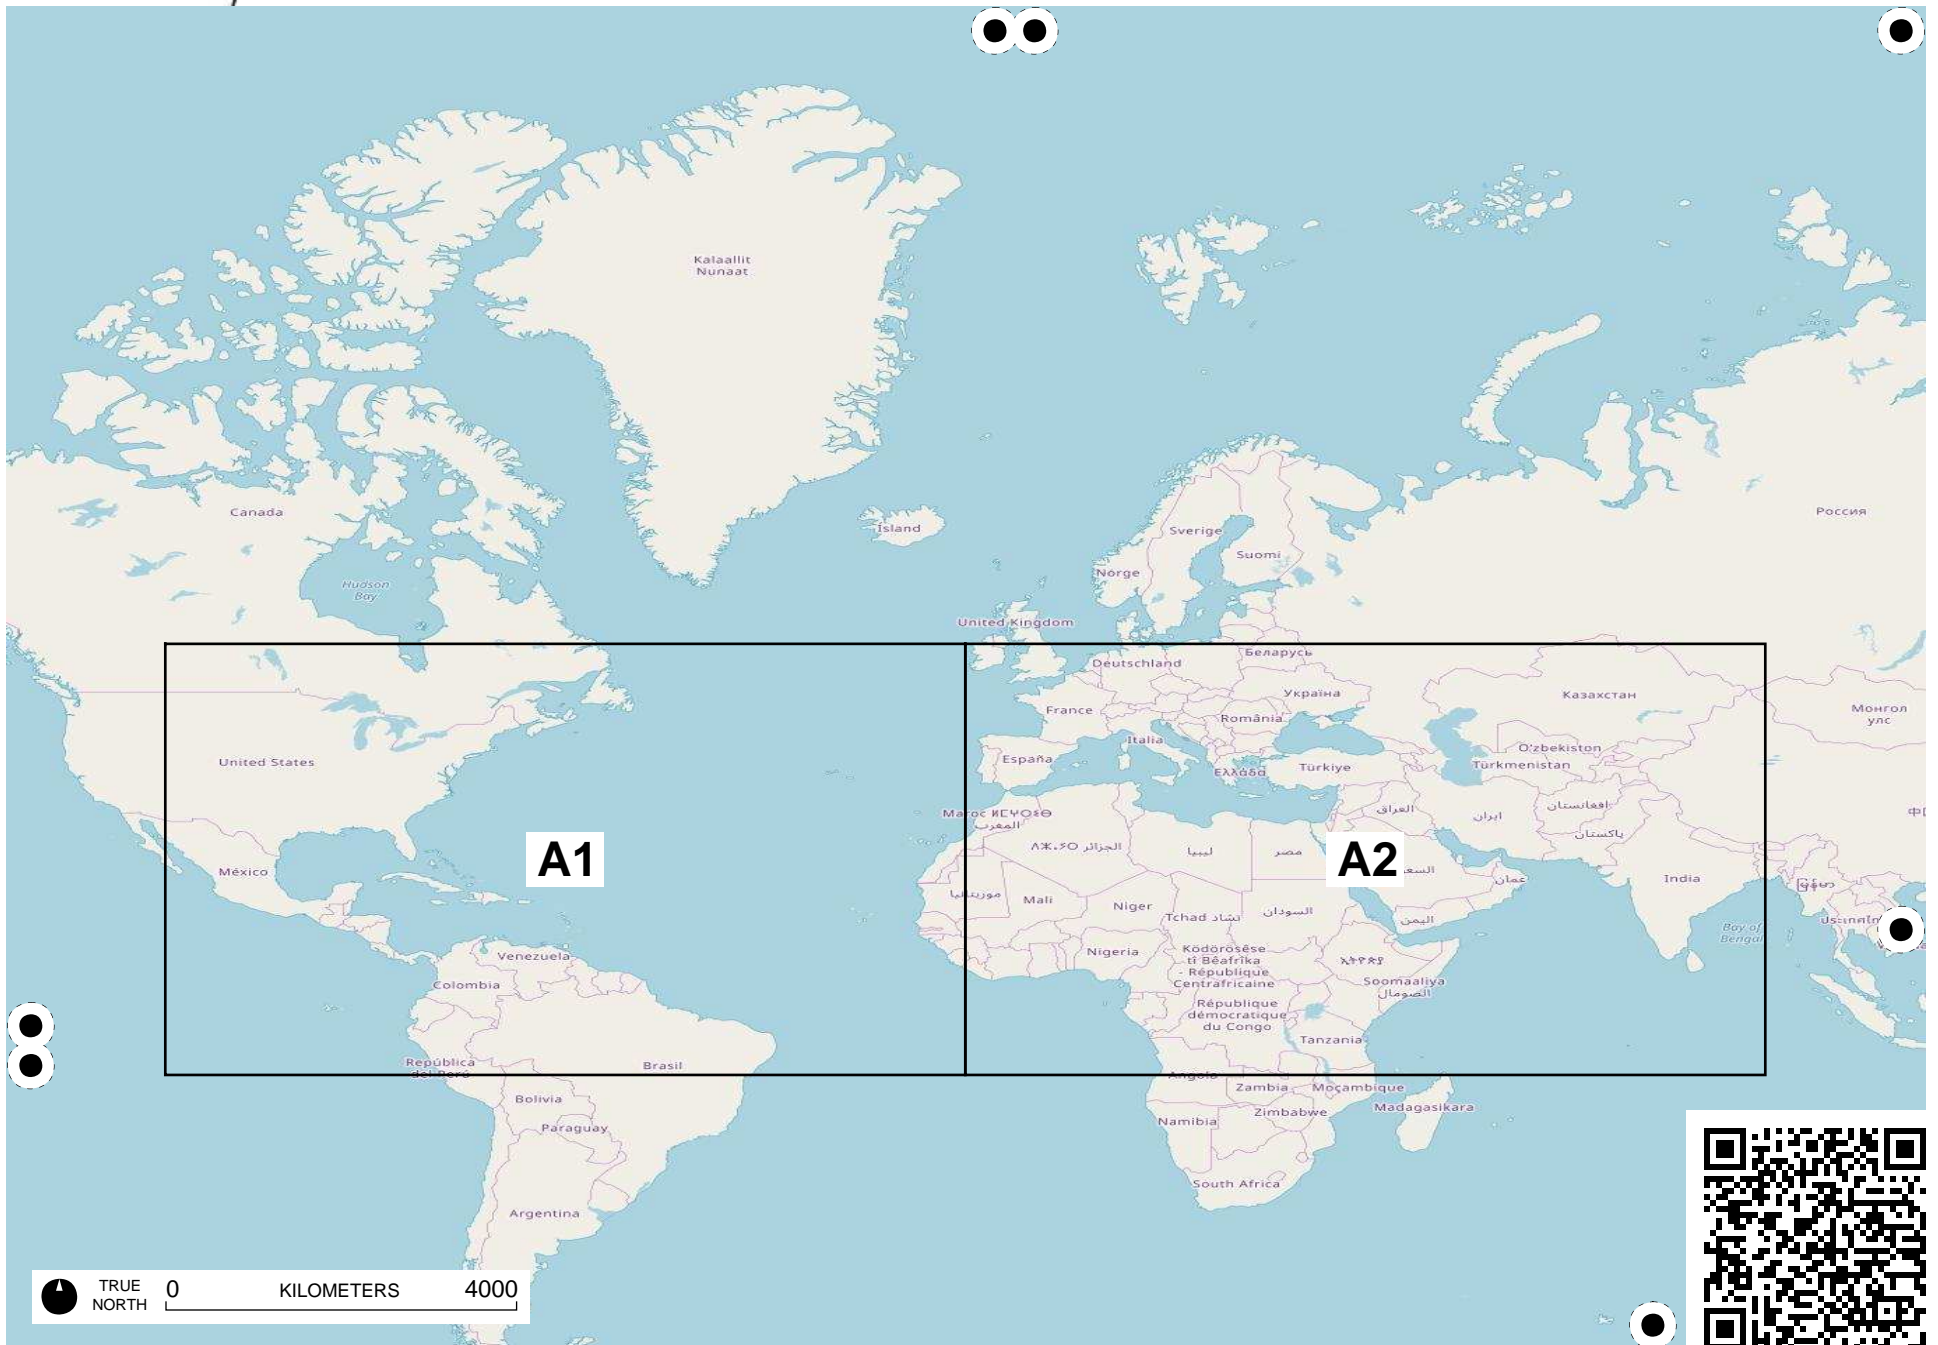 Kalaallit
Nunaat
Canada
Ísland
Sverige
Россия
Suomi
Norge
Hudson
Bay
United Kingdom
Беларусь
Deutschland
Україна
Казахстан
France
România
Монгол
улс
Italia
O'zbekiston
España
United States
Türkiye
Türkmenistan
Ελλάδα
افغانستان
العراق
ایران
Maroc ⵍⵎⵖⵔⵉⴱ
المغرب
پاکستان
الجزائر
ليبيا
مصر
A1
A2
México
السع
India
عمان
موريتانيا
Mali
Niger
Tchad تشاد
السودان
اليمن
Bay of
Bengal
Venezuela
Nigeria
Ködörösêse
tî Bêafrîka
- République
Centrafricaine
Colombia
Soomaaliya
الصومال
République
démocratique
du Congo
Tanzania
República
del Perú
Brasil
Angola
Zambia
Moçambique
Bolivia
Zimbabwe
Madagasikara
Paraguay
Namibia
South Africa
Argentina
TRUE
NORTH
0 KILOMETERS 4000